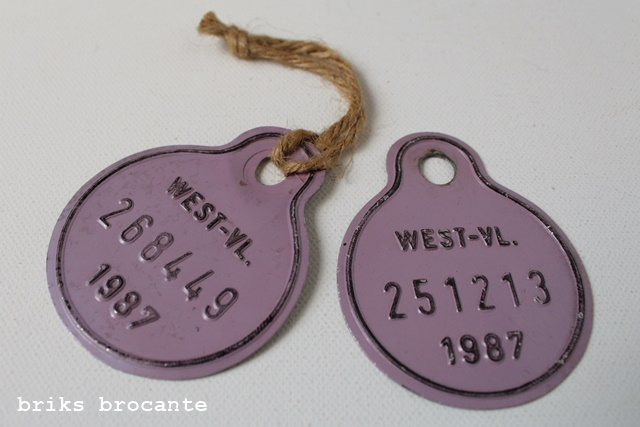 WEST-VL.
268449
1987
WEST-VL.
251213
1987
briks brocante